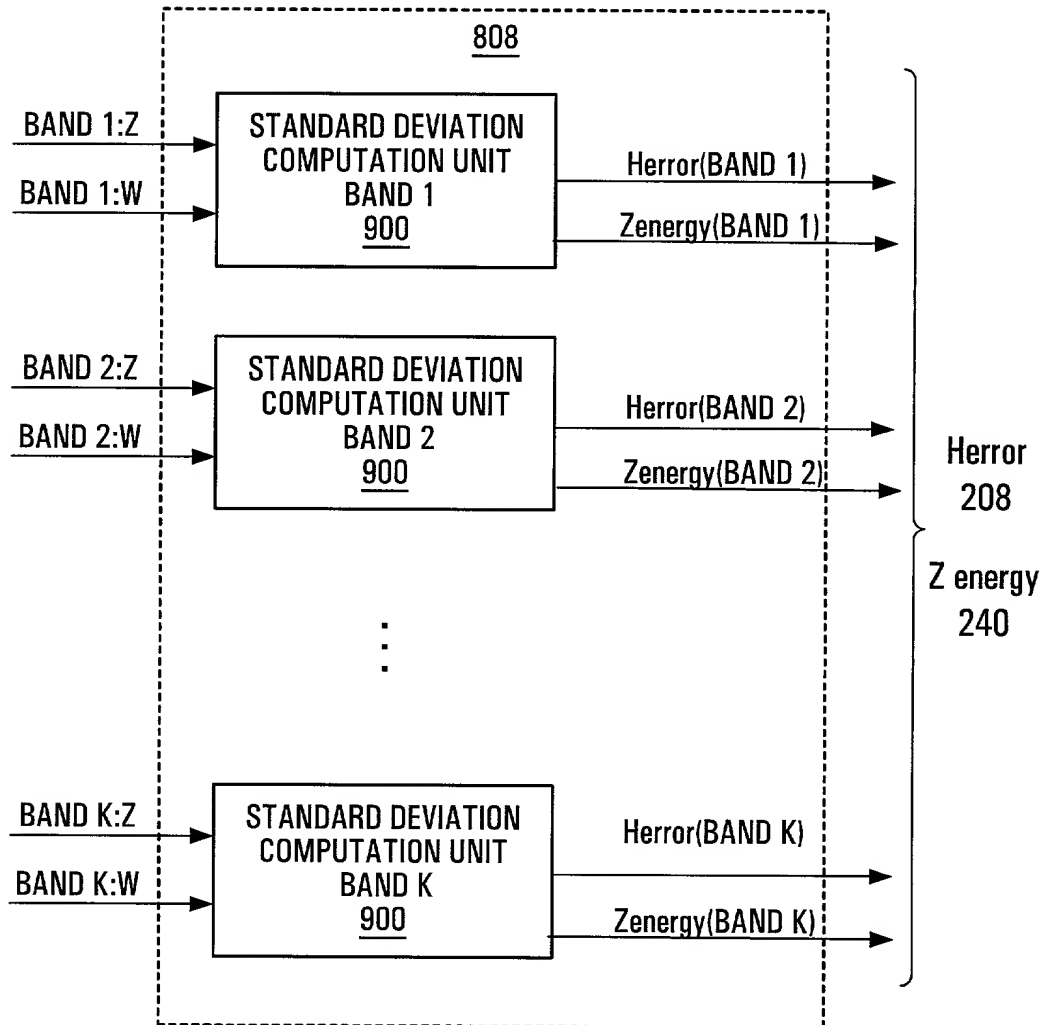 808
BAND 1:Z
BAND 1:W
STANDARD DEVIATION
COMPUTATION UNIT
BAND 1
900
Herror(BAND 1)
Zenergy(BAND 1)
BAND 2:Z
BAND 2:W
STANDARD DEVIATION
COMPUTATION UNIT
BAND 2
900
Herror(BAND 2)
Zenergy(BAND 2)
Herror
208
Z energy
240
BAND K:Z
BAND K:W
STANDARD DEVIATION
COMPUTATION UNIT
BAND K
900
Herror(BAND K)
Zenergy(BAND K)